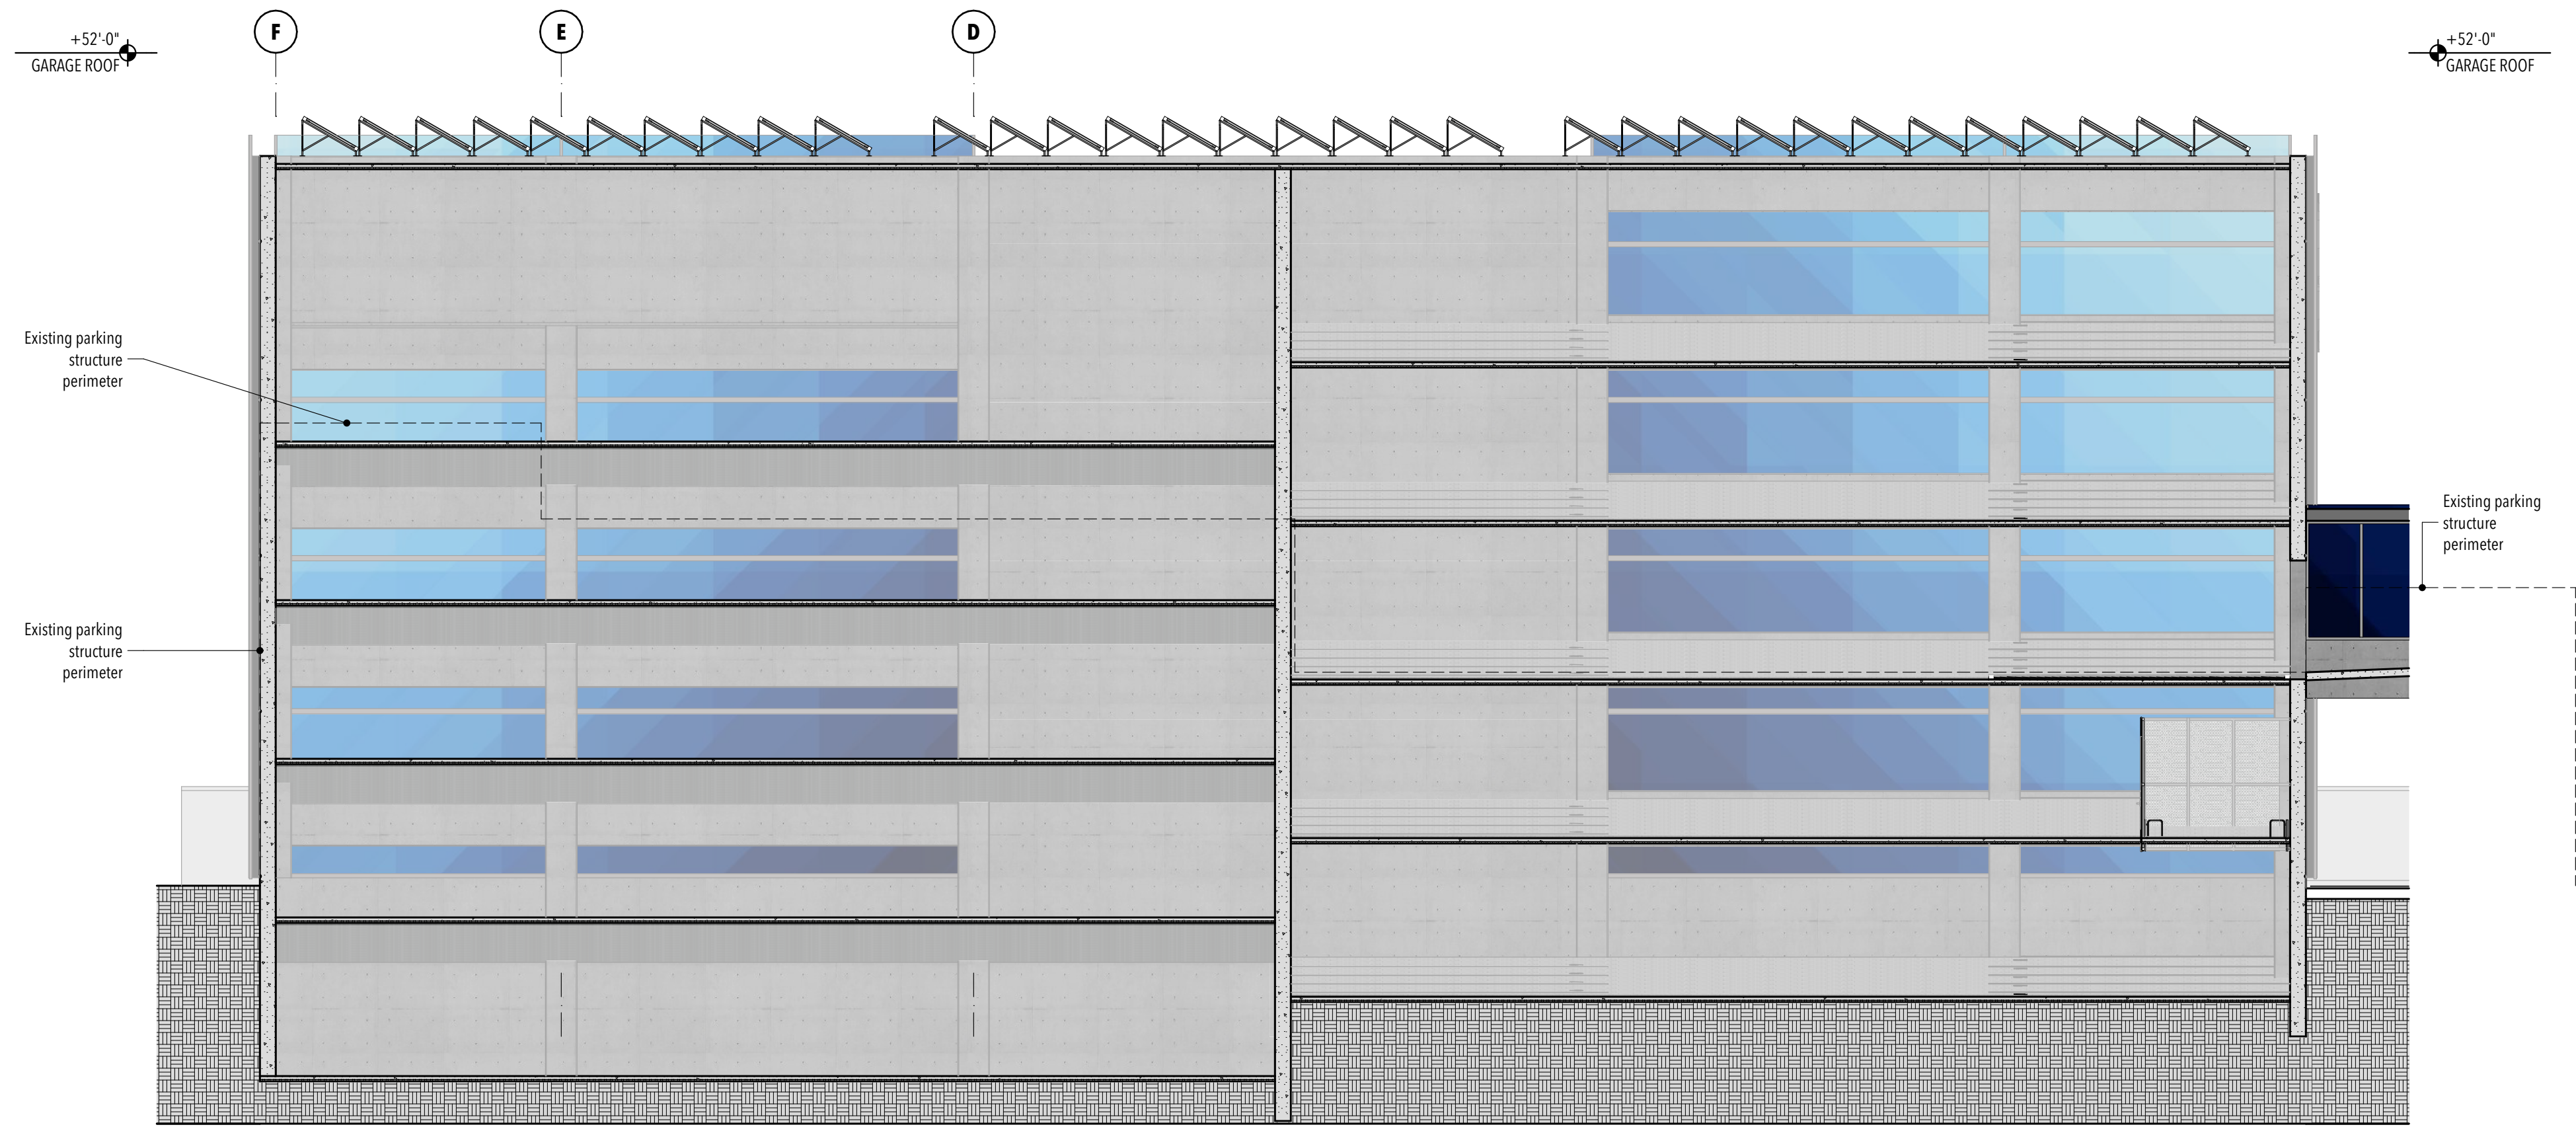 F
E
D
+52'-0"
GARAGE ROOF
+52'-0"
GARAGE ROOF
Existing parking
structure
perimeter
Existing parking
structure
perimeter
Existing parking
structure
perimeter